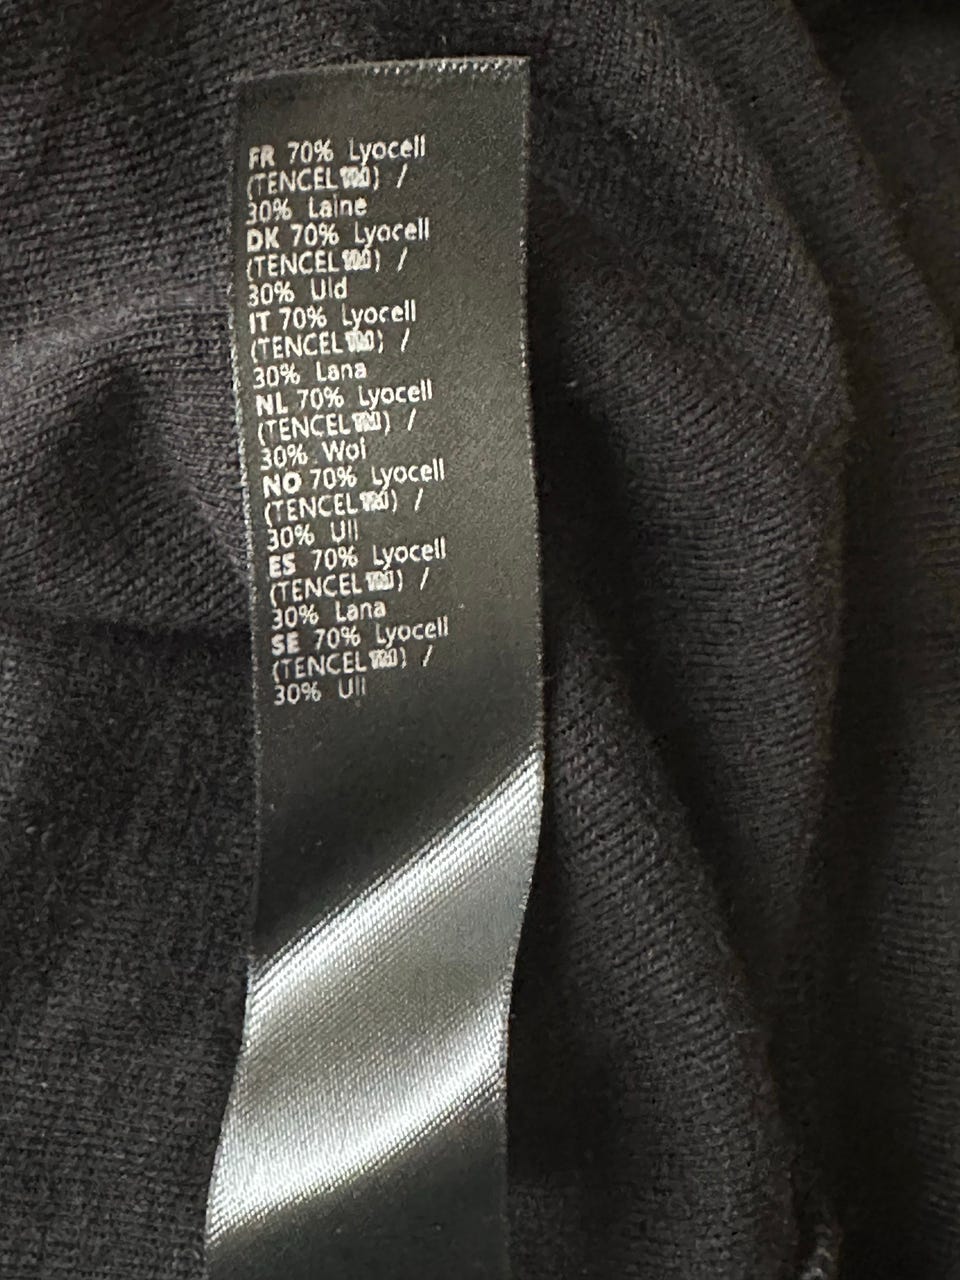 FR 70% Lyocell
(TENCEL™) /
30% Laine
DK 70% Lyocell
(TENCEL™) /
30% Uld
IT 70% Lyocell
(TENCEL™) /
30% Lana
NL 70% Lyocell
(TENCEL™) /
30% Wol
NO 70% Lyocell
(TENCEL™) /
30% Ull
ES 70% Lyocell
(TENCEL™) /
30% Lana
SE 70% Lyocell
(TENCEL™) /
30% Ull